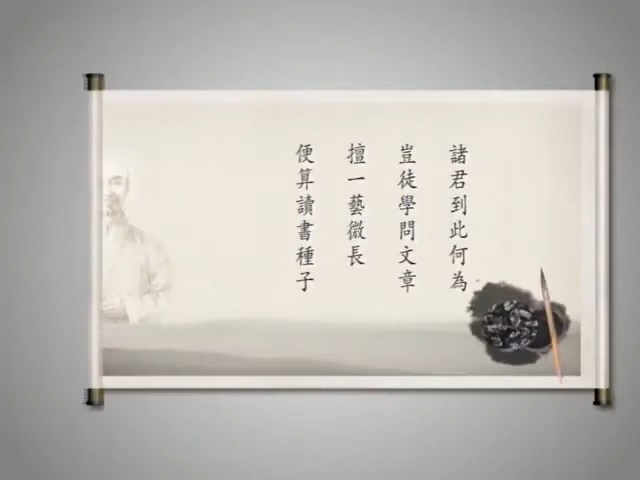 諸君到此何為
豈徒學問文章
擅一藝微長
便算讀書種子